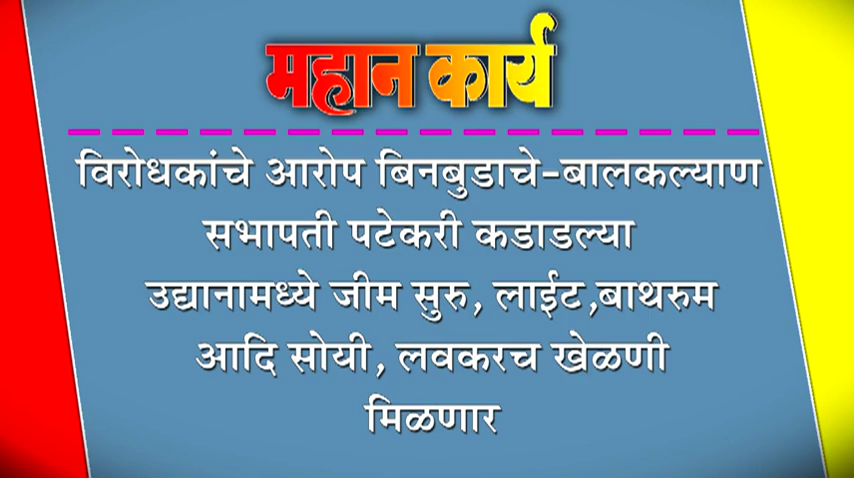 महान कार्य
विरोधकांचे आरोप बिनबुडाचे-बालकल्याण
सभापती पटेकरी कडाडल्या
उद्यानामध्ये जीम सुरु, लाईट,बाथरुम
आदि सोयी, लवकरच खेळणी
मिळणार